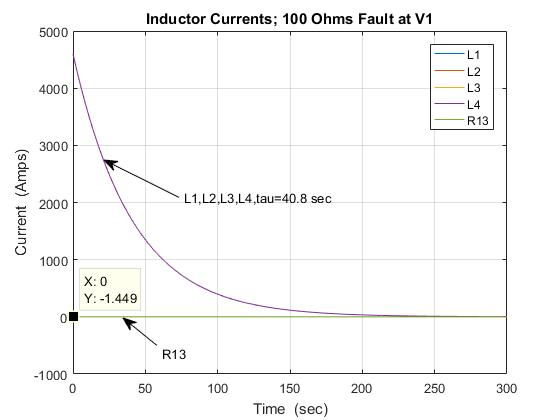 Inductor Currents; 100 Ohms Fault at V1
5000
4000
3000
2000
1000
0
-1000
Current (Amps)
L1
L2
L3
L4
R13
L1,L2,L3,L4,tau=40.8 sec
X: 0
Y: -1.449
R13
0
50
100
150
200
250
300
Time (sec)